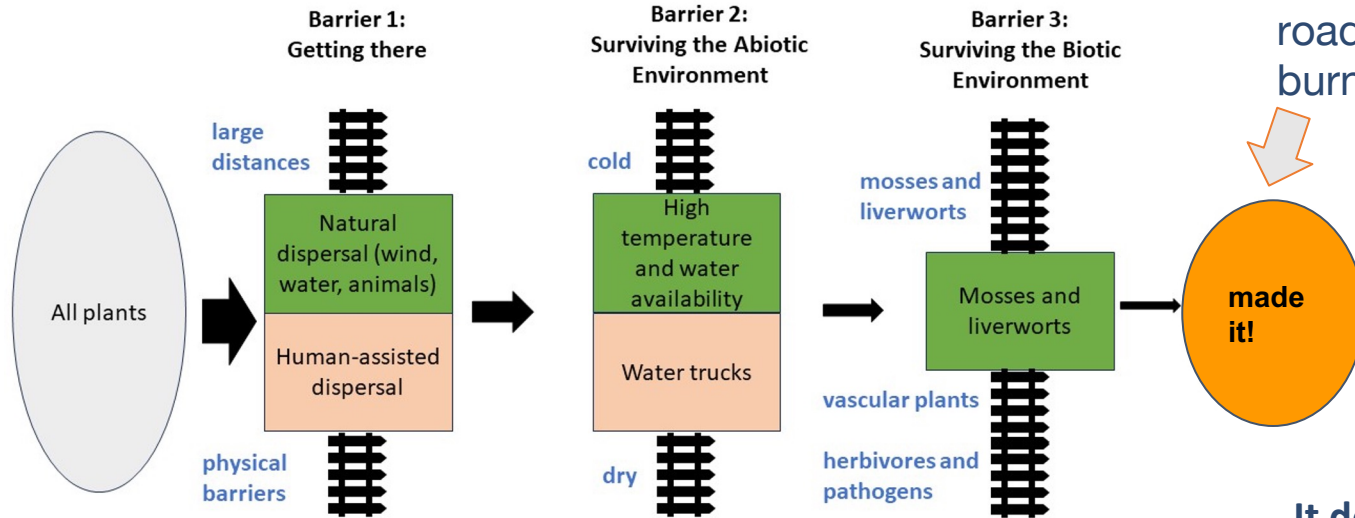 Barrier 1:
Getting there
Barrier 2:
Surviving the Abiotic
Environment
Barrier 3:
Surviving the Biotic
Environment
All plants
large
distances
Natural
dispersal (wind,
water, animals)
Human-assisted
dispersal
physical
barriers
cold
High
temperature
and water
availability
Water trucks
dry
mosses and
liverworts
Mosses and
liverworts
vascular plants
herbivores and
pathogens
made
it!
It